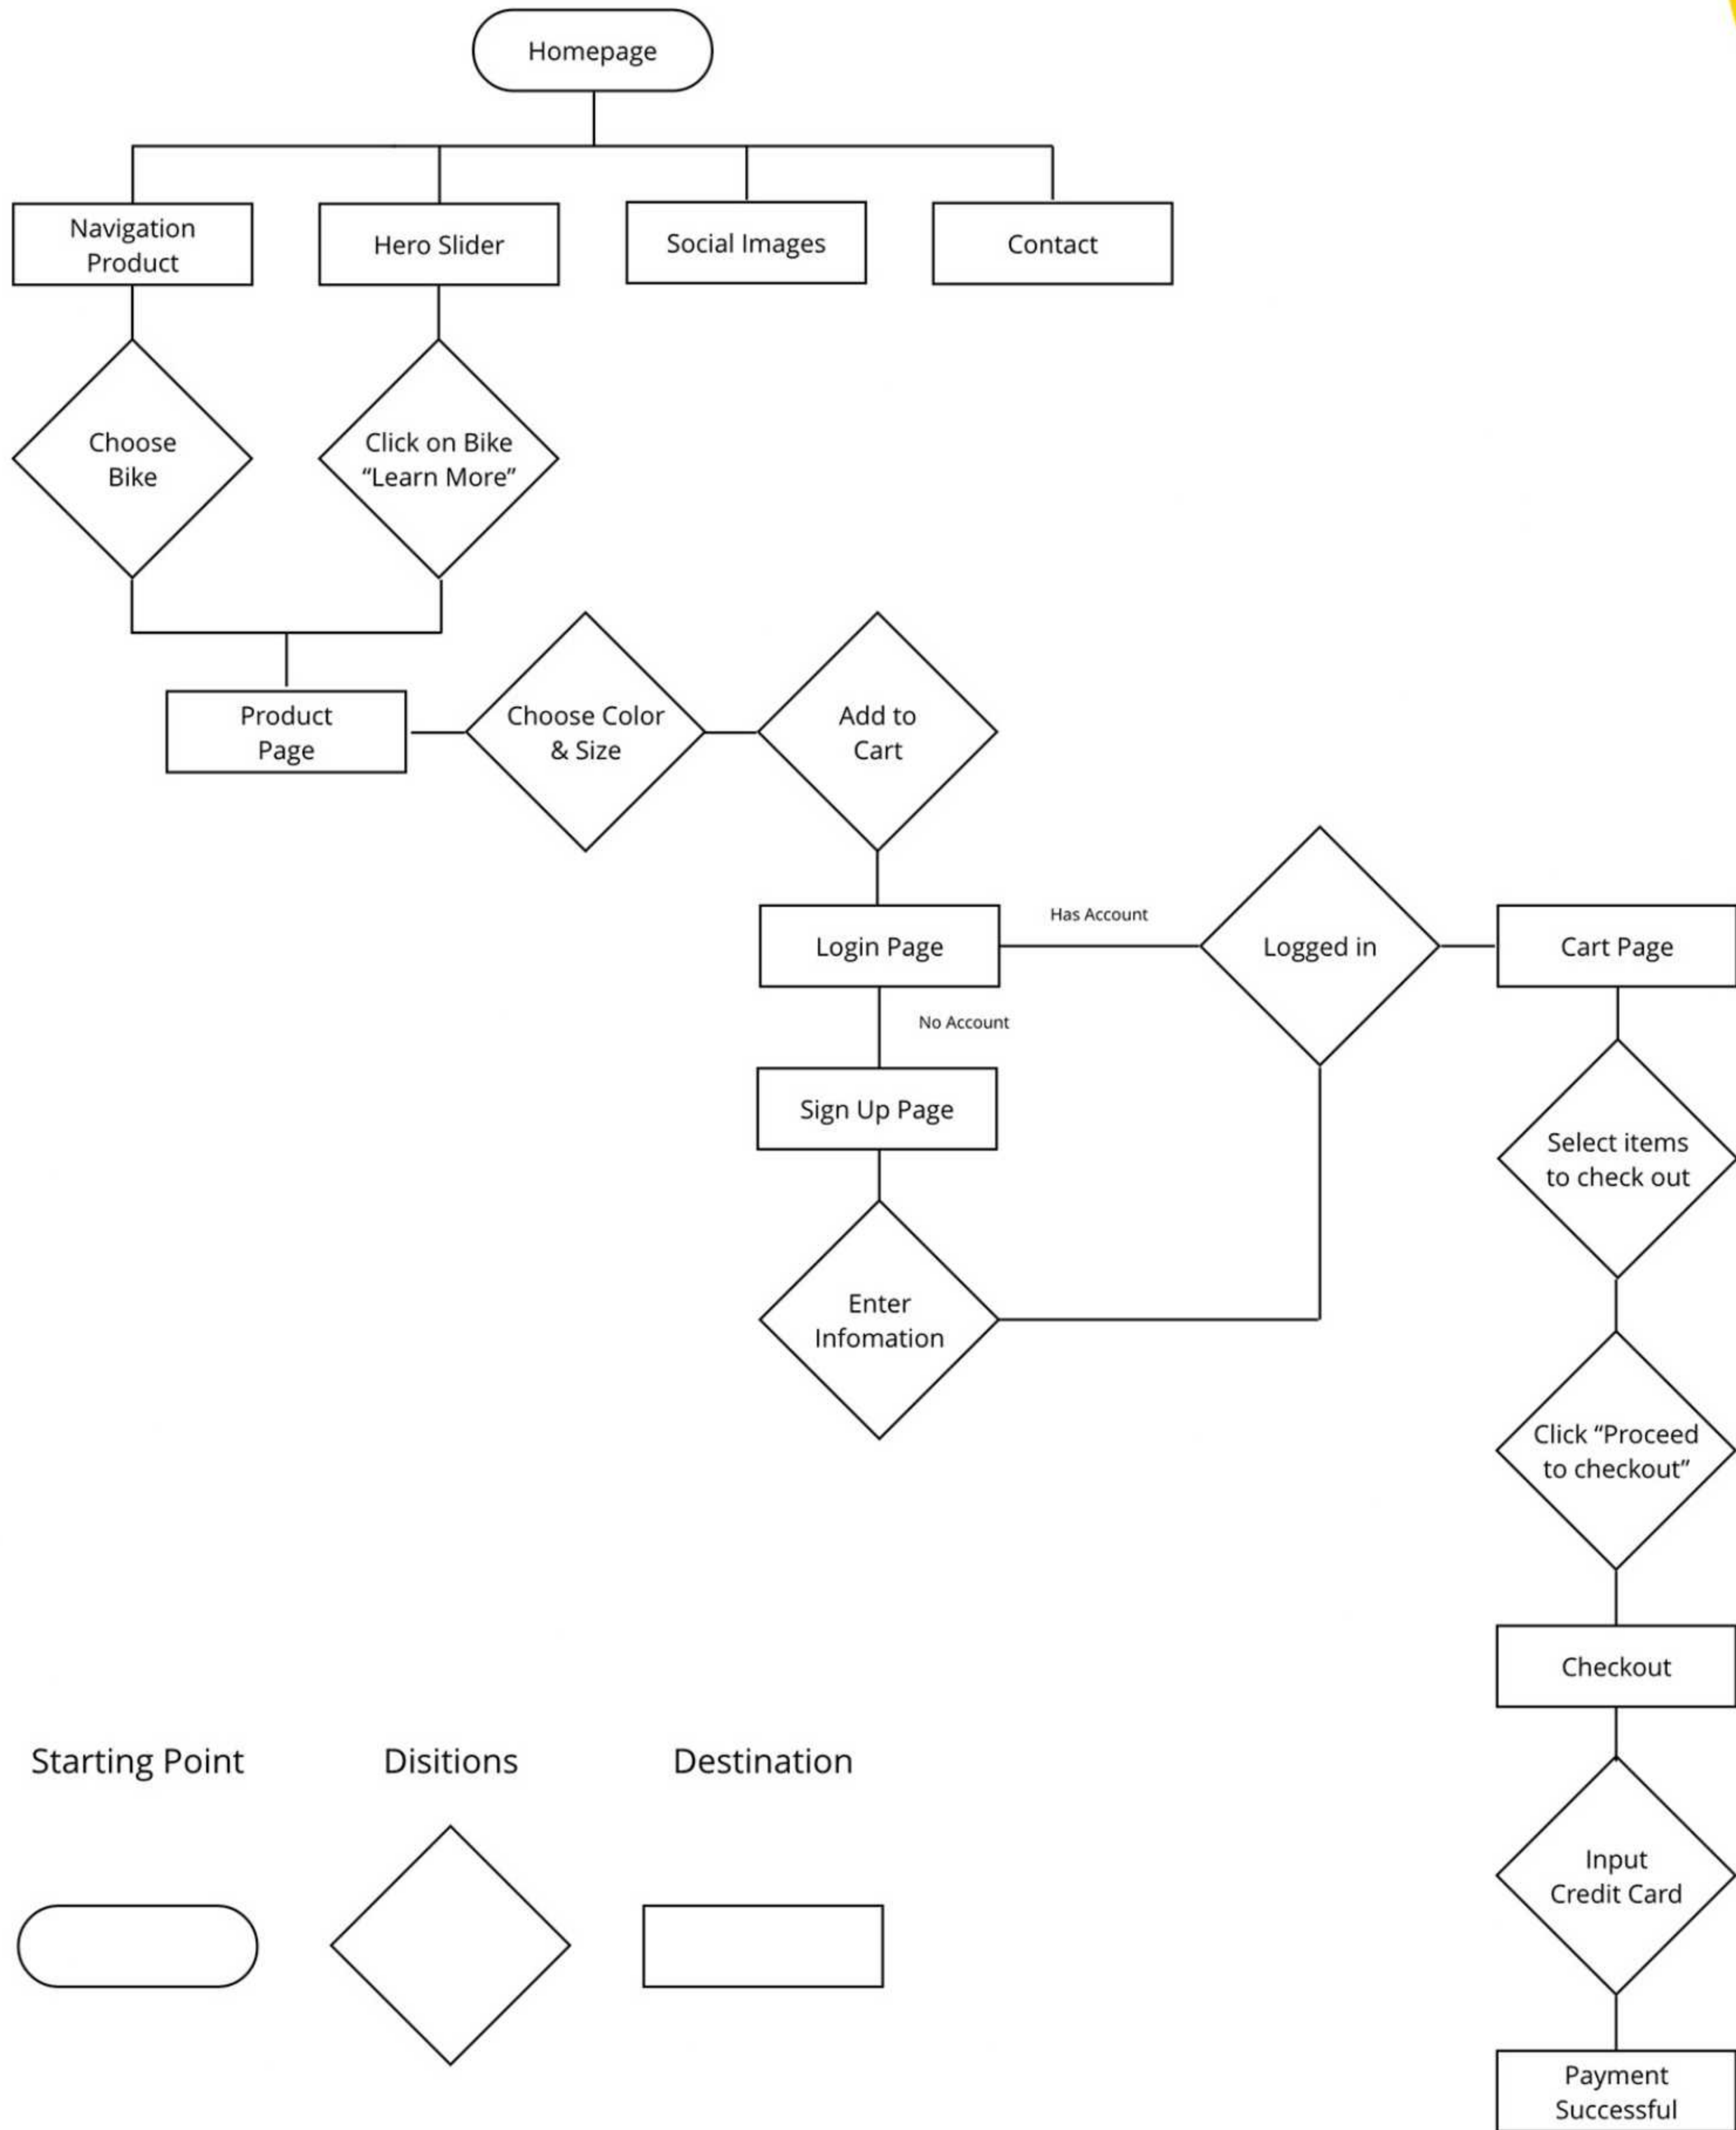 Homepage
Navigation
Product
Hero Slider
Social Images
Contact
Choose
Bike
Click on Bike
“Learn More”
Product
Page
Choose Color
& Size
Add to
Cart
Login Page
Has Account
Logged in
Cart Page
No Account
Sign Up Page
Select items
to check out
Enter
Infomation
Click “Proceed
to checkout”
Checkout
Starting Point
Disitions
Destination
Input
Credit Card
Payment
Successful